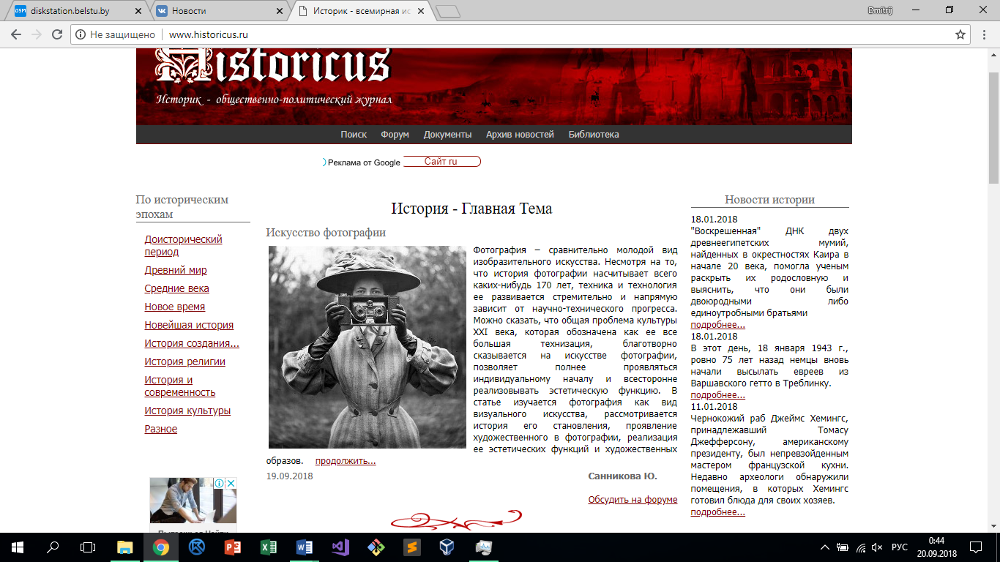 diskstation.belstu.by
Новости
Историк - всемирная ис
Dmitrij
Не защищено
www.historicus.ru
Historicus
Историк - общественно-политический журнал
Поиск Форум Документы Архив новостей Библиотека
Реклама от Google
Сайт ru
По историческим
эпохам
Доисторический
период
Древний мир
Средние века
Новое время
Новейшая история
История создания...
История религии
История и
современность
История культуры
Разное
История - Главная Тема
Искусство фотографии
Фотография – сравнительно молодой вид
изобразительного искусства. Несмотря на то,
что история фотографии насчитывает всего
каких-нибудь 170 лет, техника и технология
ее развивается стремительно и напрямую
зависит от научно-технического прогресса.
Можно сказать, что общая проблема культуры
XXI века, которая обозначена как ее все
большая технизация, благотворно
сказывается на искусстве фотографии,
позволяет полнее проявляться
индивидуальному началу и всесторонне
реализовывать эстетическую функцию. В
статье изучается фотография как вид
визуального искусства, рассмотривается
история его становления, проявление
художественного в фотографии, реализация
ее эстетических функций и художественных
образов. продолжить...
19.09.2018
Санникова Ю.
Обсудить на форуме
Новости истории
18.01.2018
"Воскрешенная" ДНК двух
древнеегипетских мумий,
найденных в окрестностях Каира в
начале 20 века, помогла ученым
раскрыть их родословную и
выяснить, что они были
двоюродными либо
единоутробными братьями
подробнее...
18.01.2018
В этот день, 18 января 1943 г.,
ровно 75 лет назад немцы вновь
начали высылать евреев из
Варшавского гетто в Треблинку.
подробнее...
11.01.2018
Чернокожий раб Джеймс Хемингс,
принадлежавший Томасу
Джефферсону, американскому
президенту, был непревзойденным
мастером французской кухни.
Недавно археологи обнаружили
помещения, в которых Хемингс
готовил блюда для своих хозяев.
подробнее...
РУС
0:44
20.09.2018